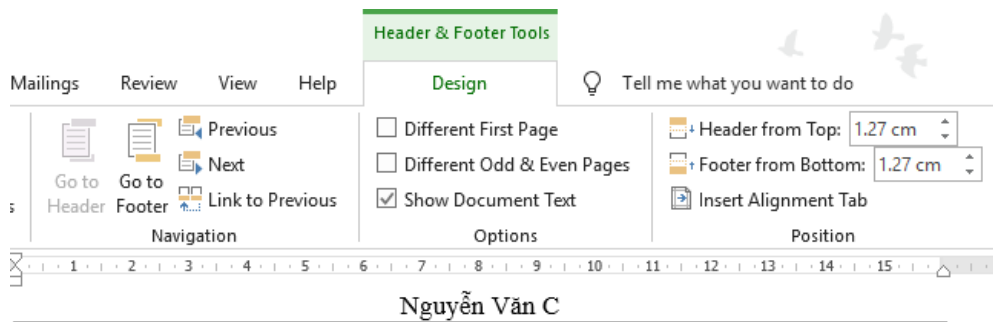 Header & Footer Tools
Mailings Review View Help Design Tell me what you want to do
Previous Different First Page Header from Top: 1.27 cm
Go to Header Go to Footer Next Different Odd & Even Pages Footer from Bottom: 1.27 cm
Link to Previous Show Document Text Insert Alignment Tab
Navigation Options Position
1 2 3 4 5 6 7 8 9 10 11 12 13 14 15
Nguyễn Văn C